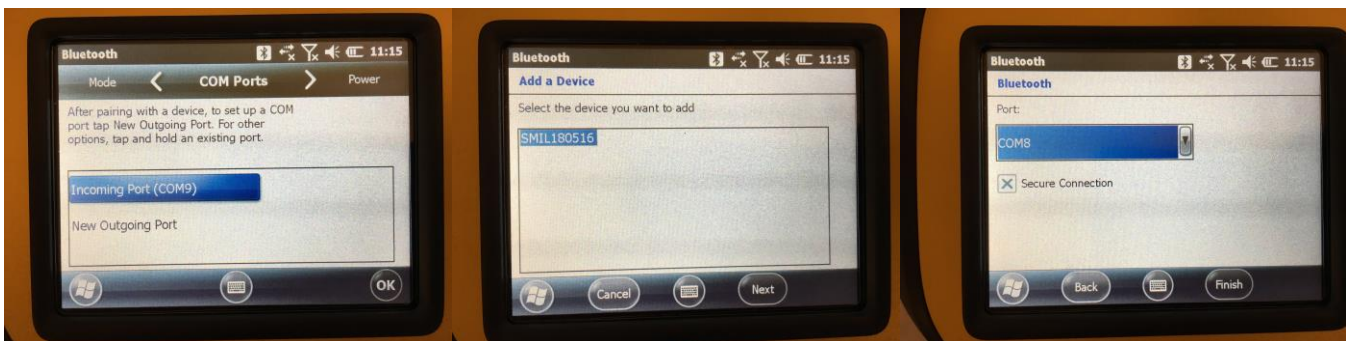 Bluetooth 11:15
Mode COM Ports Power
After pairing with a device, to set up a COM
port tap New Outgoing Port. For other
options, tap and hold an existing port.
Incoming Port (COM9)
New Outgoing Port
OK
Bluetooth 11:15
Add a Device
Select the device you want to add
SMIL180516
Cancel Next
Bluetooth 11:15
Bluetooth
Port:
COM8
Secure Connection
Back Finish